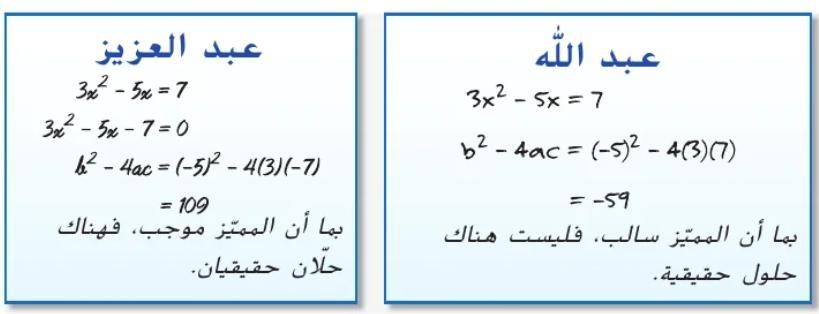 عبد الله
3x² - 5x = 7
b² - 4ac = (-5)² - 4(3)(7)
= -59
بما أن المميّز سالب، فليست هناك
حلول حقيقية.
عبد العزيز
3x² - 5x = 7
3x² - 5x - 7 = 0
b² - 4ac = (-5)² - 4(3)(-7)
= 109
بما أن المميّز موجب، فهناك
حلّان حقيقيان.